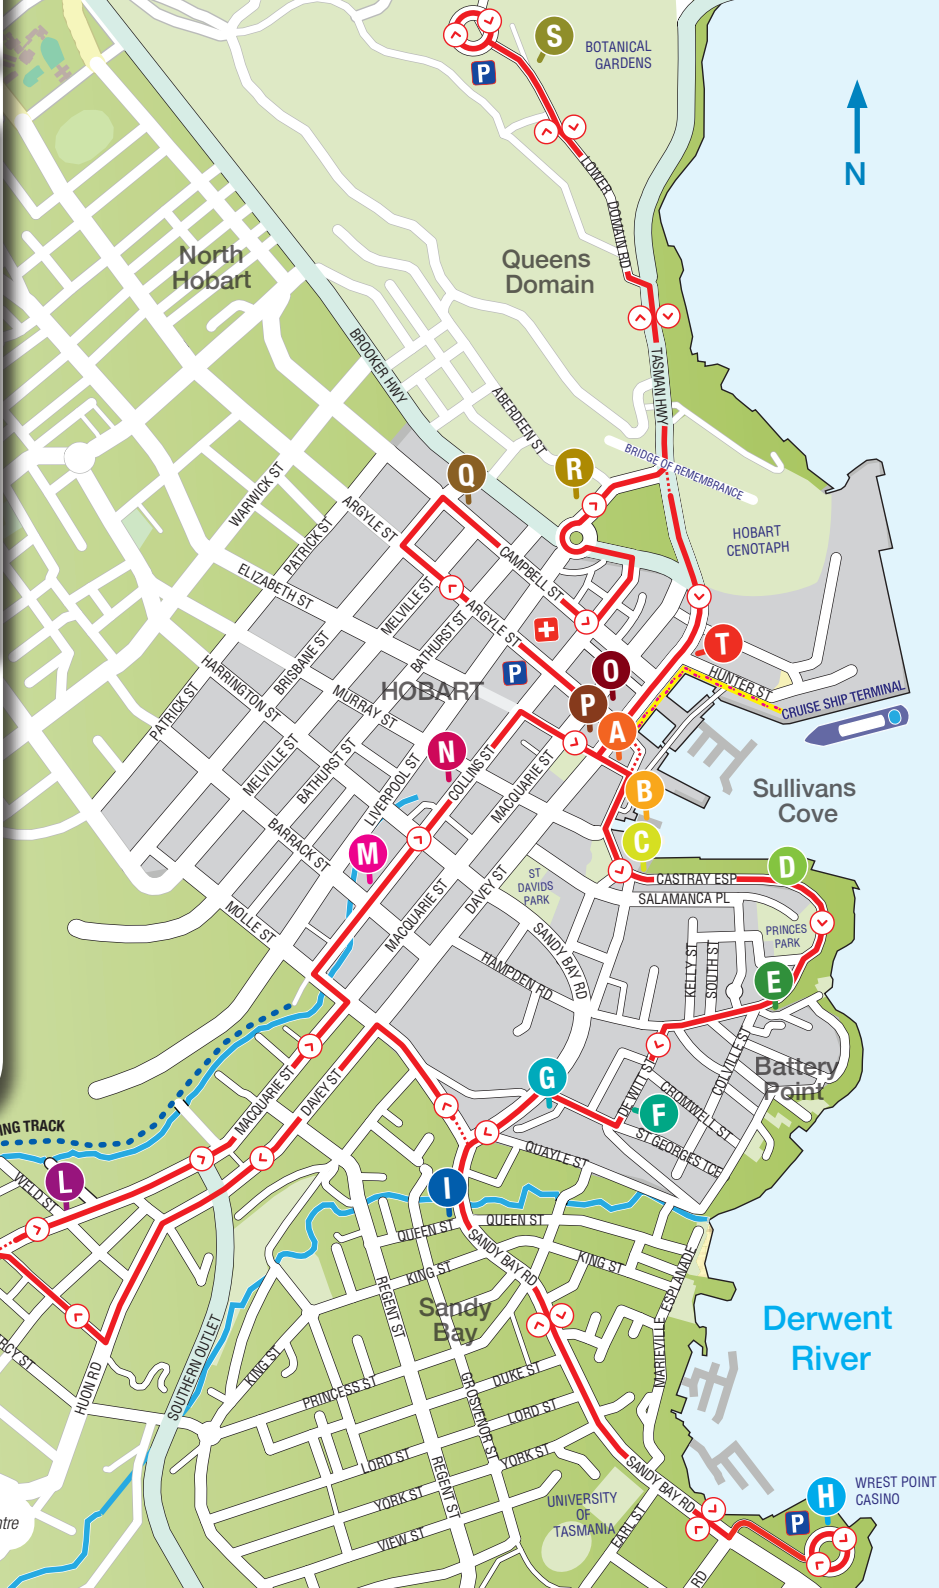 S
BOTANICAL
GARDENS
P
N
LOWER DOMAIN RD
North
Hobart
Queens
Domain
BROOKER HWY
TASMAN HWY
ABERDEEN ST
BRIDGE OF REMEMBRANCE
Q
R
WARWICK ST
ARGYLE ST
PATRICK ST
HOBART
CENOTAPH
CAMPBELL ST
ELIZABETH ST
MELVILLE ST
ARGYLE ST
BATHURST ST
BRISBANE ST
T
O
P
HUNTER ST
CRUISE SHIP TERMINAL
HARRINGTON ST
PATRICK ST
HOBART
MURRAY ST
P
A
N
MELVILLE ST
BATHURST ST
LIVERPOOL ST
COLLINS ST
MACQUARIE ST
B
Sullivans
Cove
BARRACK ST
M
C
D
CASTRAY ESP
SALAMANCA PL
ST
DAVIDS
PARK
DAVEY ST
MACQUARIE ST
MOLLE ST
SANDY BAY RD
PRINCES
PARK
HAMPDEN RD
KELLY ST
SOUTH ST
E
G
Battery
Point
COLVILLE ST
DE WITT ST
CROMWELL ST
F
MACQUARIE ST
DAVEY ST
ING TRACK
QUAYLE ST
ST GEORGES TCE
WELD ST
L
I
QUEEN ST
QUEEN ST
SANDY BAY RD
KING ST
KING ST
MARIEVILLE ESPLANADE
REGENT ST
Sandy
Bay
Derwent
River
RACY ST
HUON RD
SOUTHERN OUTLET
KING ST
PRINCESS ST
DUKE ST
GROSVENOR ST
LORD ST
LORD ST
YORK ST
REGENT ST
YORK ST
SANDY BAY RD
VIEW ST
UNIVERSITY
OF
TASMANIA
EARL ST
H
WREST POINT
CASINO
P
ntre
RD